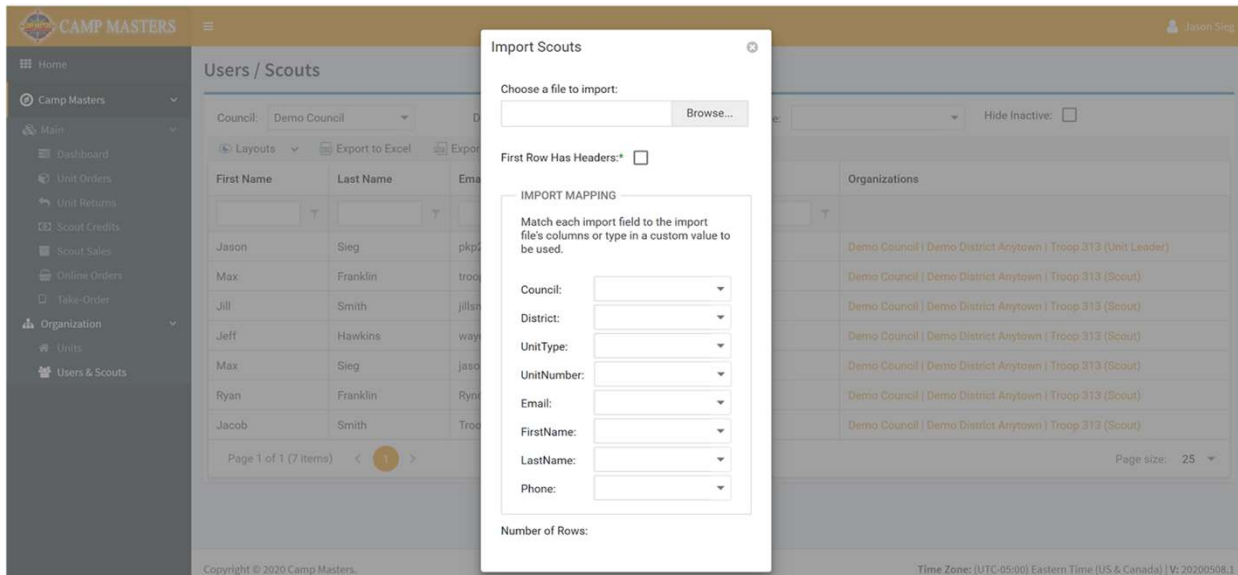 CAMP MASTERS
Jason Sieg
Import Scouts
Home
Users / Scouts
Choose a file to import:
Camp Masters
Browse...
Council: Demo Council
Hide Inactive:
Main
Layouts Export to Excel
Dashboard
First Row Has Headers:*
Unit Orders
First Name Last Name Organizations
IMPORT MAPPING
Unit Returns
Match each import field to the import
file's columns or type in a custom value to
be used.
Scout Credits
Scout Sales
Jason Sieg Demo Council | Demo District Anytown | Troop 313 (Unit Leader)
Online Orders
Max Franklin Demo Council | Demo District Anytown | Troop 313 (Scout)
Council:
Take-Order
Jill Smith Demo Council | Demo District Anytown | Troop 313 (Scout)
District:
Organization
Jeff Hawkins Demo Council | Demo District Anytown | Troop 313 (Scout)
UnitType:
Units
Users & Scouts
Max Sieg Demo Council | Demo District Anytown | Troop 313 (Scout)
UnitNumber:
Ryan Franklin Demo Council | Demo District Anytown | Troop 313 (Scout)
Email:
Jacob Smith Demo Council | Demo District Anytown | Troop 313 (Scout)
FirstName:
Page 1 of 1 (7 items) < 1 > Page size: 25
LastName:
Phone:
Number of Rows:
Copyright © 2020 Camp Masters.
Time Zone: (UTC-05:00) Eastern Time (US & Canada) | V: 20200508.1